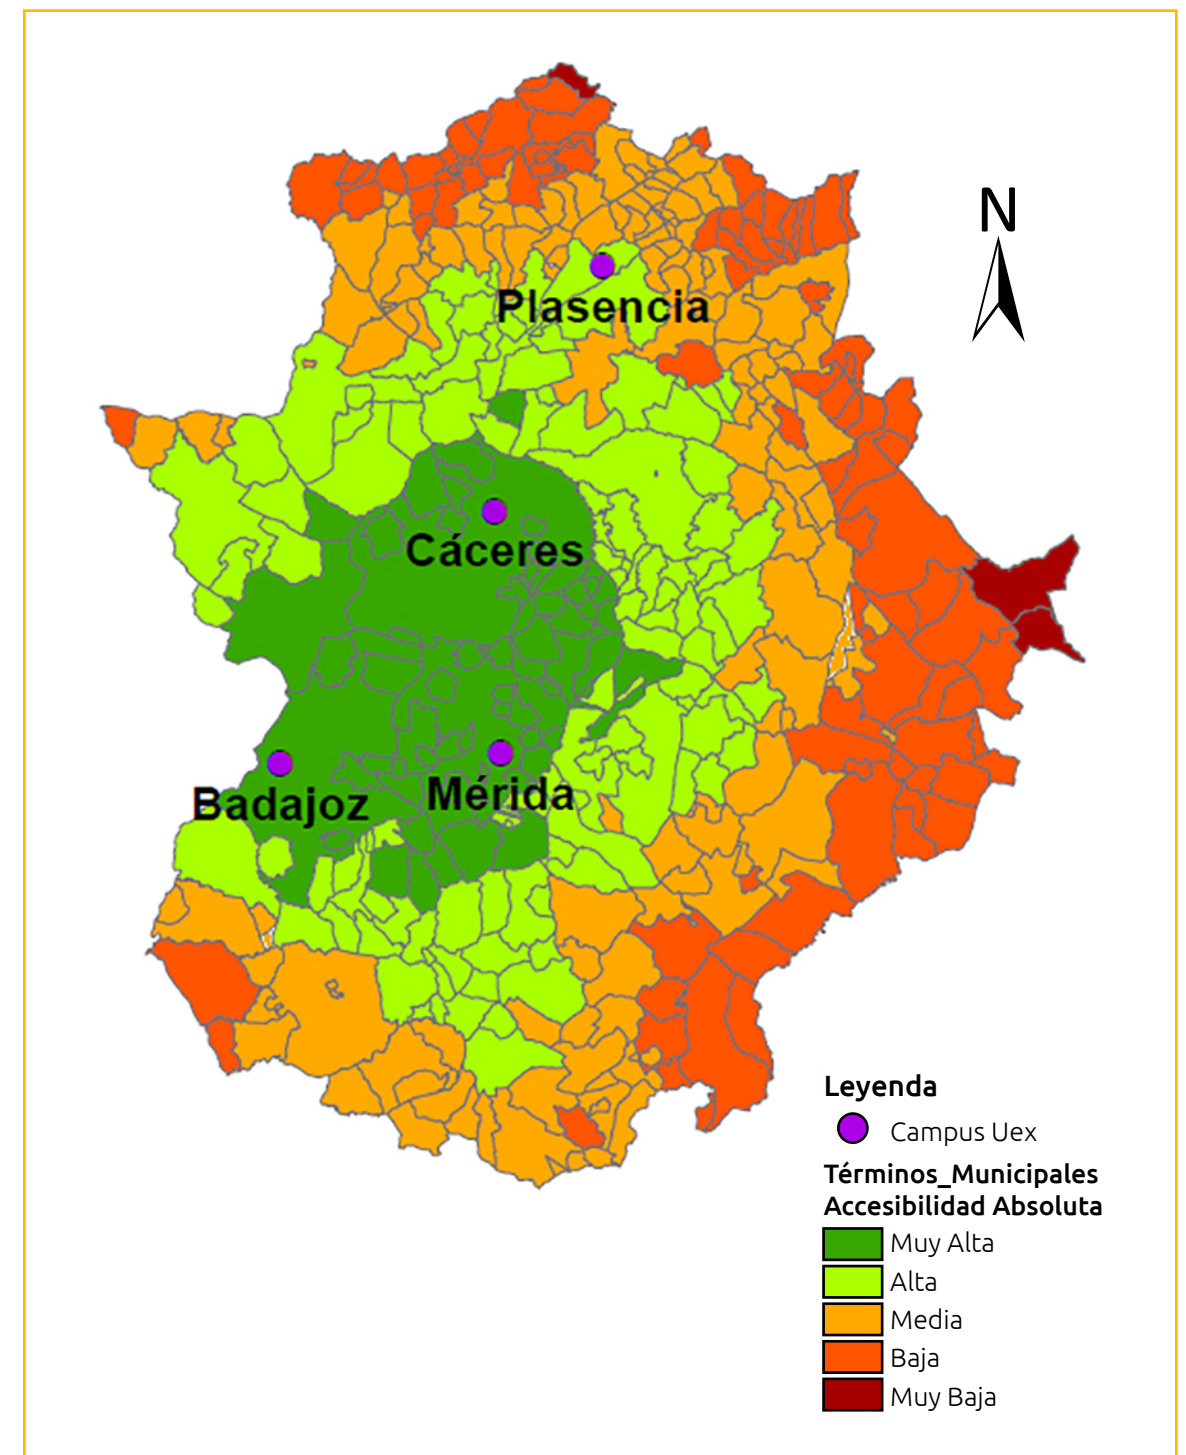 N
Plasencia
Cáceres
Badajoz
Mérida
Leyenda
Campus Uex
Términos_Municipales
Accesibilidad Absoluta
Muy Alta
Alta
Media
Baja
Muy Baja